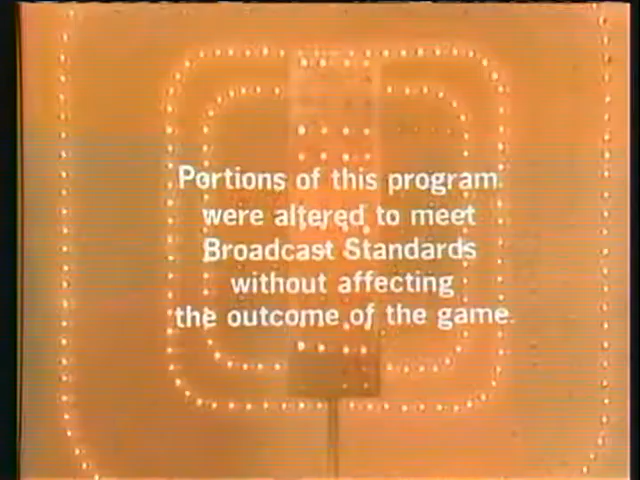 Portions of this program
were altered to meet
Broadcast Standards
without affecting
the outcome of the game.